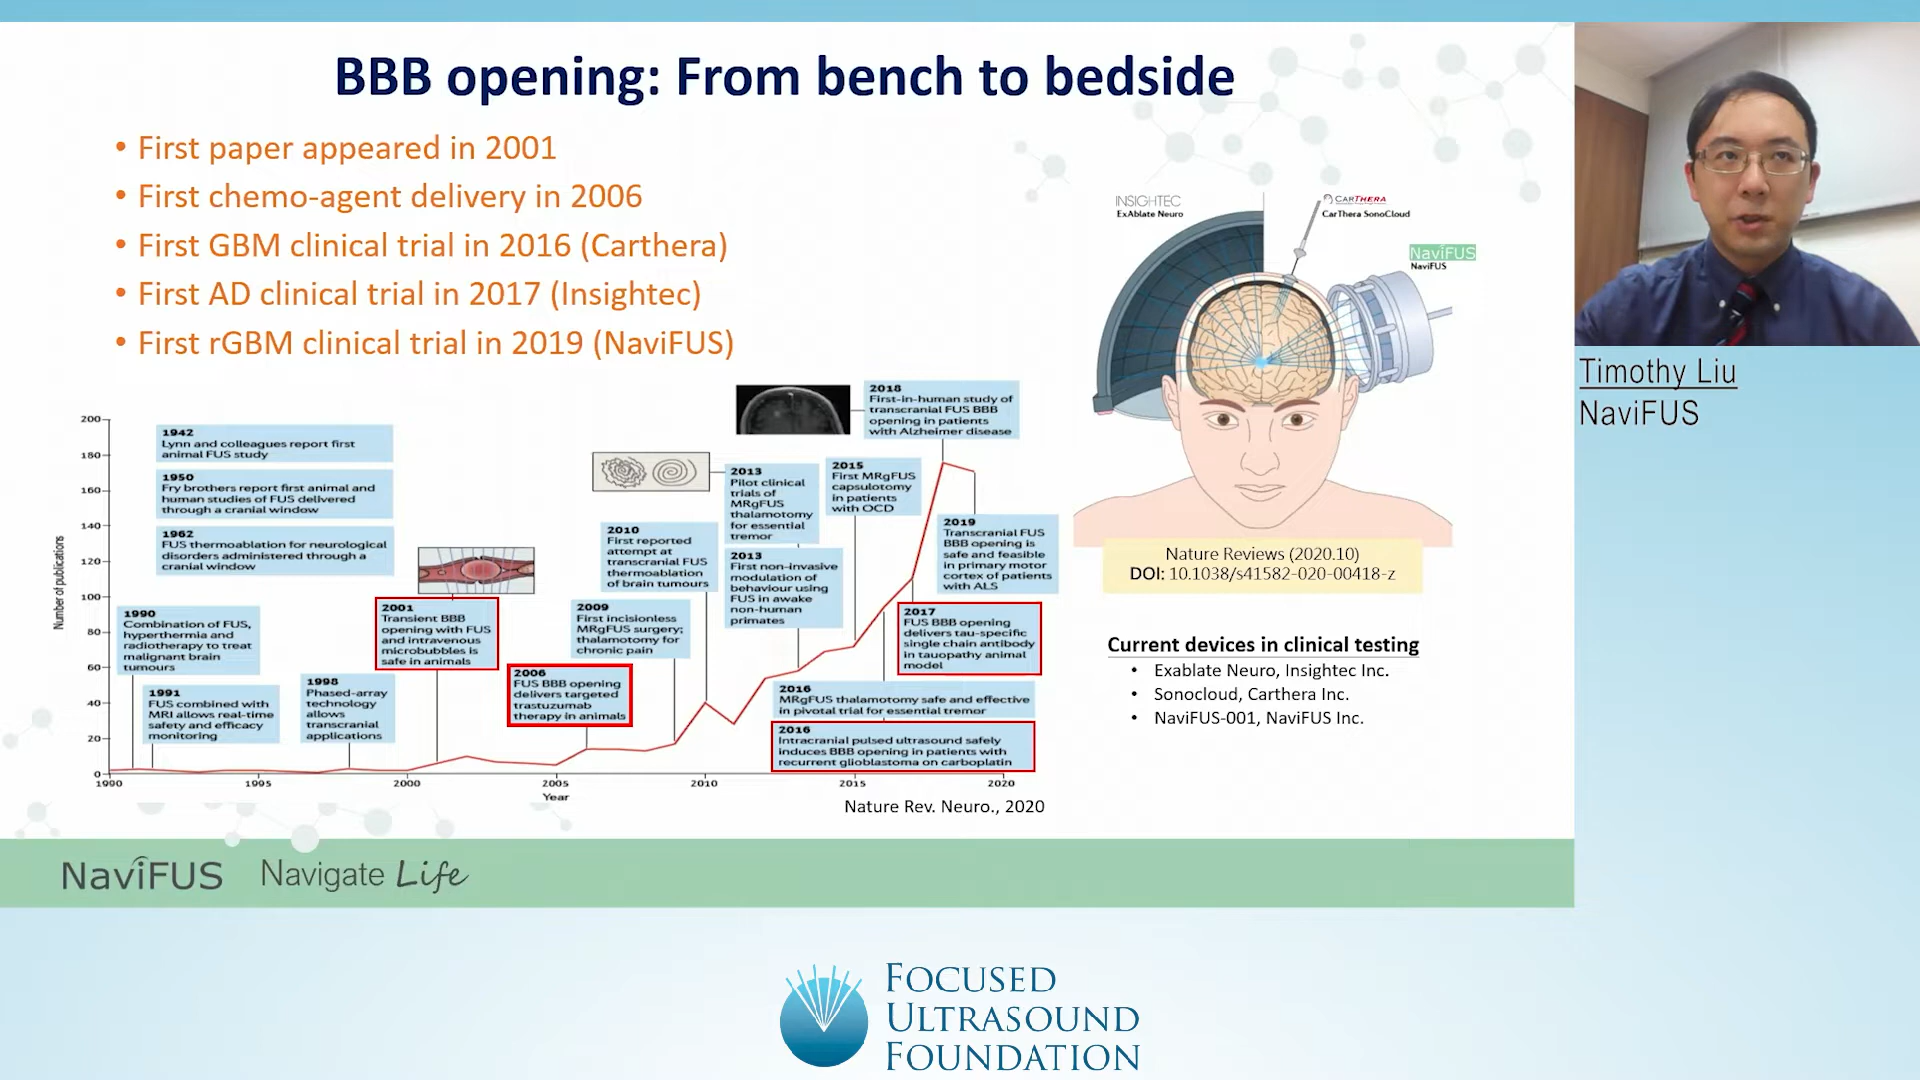 BBB opening: From bench to bedside
• First paper appeared in 2001
• First chemo-agent delivery in 2006
• First GBM clinical trial in 2016 (Carthera)
• First AD clinical trial in 2017 (Insightec)
• First rGBM clinical trial in 2019 (NaviFUS)
Number of publications
200
180
160
140
120
100
80
60
40
20
0
1942
Lynn and colleagues report first
animal FUS study
1950
Fry brothers report first animal and
human studies of FUS delivered
through a cranial window
1962
FUS thermoablation for neurological
disorders administered through a
cranial window
1990
Combination of FUS,
hyperthermia and
radiotherapy to treat
malignant brain
tumours
1991
FUS combined with
MRI allows real-time
safety and efficacy
monitoring
1998
Phased-array
technology
allows
transcranial
applications
2001
Transient BBB
opening with FUS
and intravenous
microbubbles is
safe in animals
2006
FUS BBB opening
delivers targeted
trastuzumab
therapy in animals
2009
First incisionless
MRgFUS surgery;
thalamotomy for
chronic pain
2010
First reported
attempt at
transcranial FUS
thermoablation
of brain tumours
2013
Pilot clinical
trials of
MRgFUS
thalamotomy
for essential
tremor
2013
First non-invasive
modulation of
behaviour using
FUS in awake
non-human
primates
2015
First MRgFUS
capsulotomy
in patients
with OCD
2016
MRgFUS thalamotomy safe and effective
in pivotal trial for essential tremor
2016
Intracranial pulsed ultrasound safely
induces BBB opening in patients with
recurrent glioblastoma on carboplatin
2017
FUS BBB opening
delivers tau-specific
single chain antibody
in tauopathy animal
model
2018
First-in-human study of
transcranial FUS BBB
opening in patients
with Alzheimer disease
2019
Transcranial FUS
BBB opening is
safe and feasible
in primary motor
cortex of patients
with ALS
1990
1995
2000
2005
2010
2015
2020
Year
Nature Rev. Neuro., 2020
INSIGHTEC
ExAblate Neuro
CARTHERA
CarThera SonoCloud
NaviFUS
NaviFUS
Nature Reviews (2020.10)
DOI: 10.1038/s41582-020-00418-z
Current devices in clinical testing
• Exablate Neuro, Insightec Inc.
• Sonocloud, Carthera Inc.
• NaviFUS-001, NaviFUS Inc.
Timothy Liu
NaviFUS
NaviFUS Navigate Life
FOCUSED
ULTRASOUND
FOUNDATION